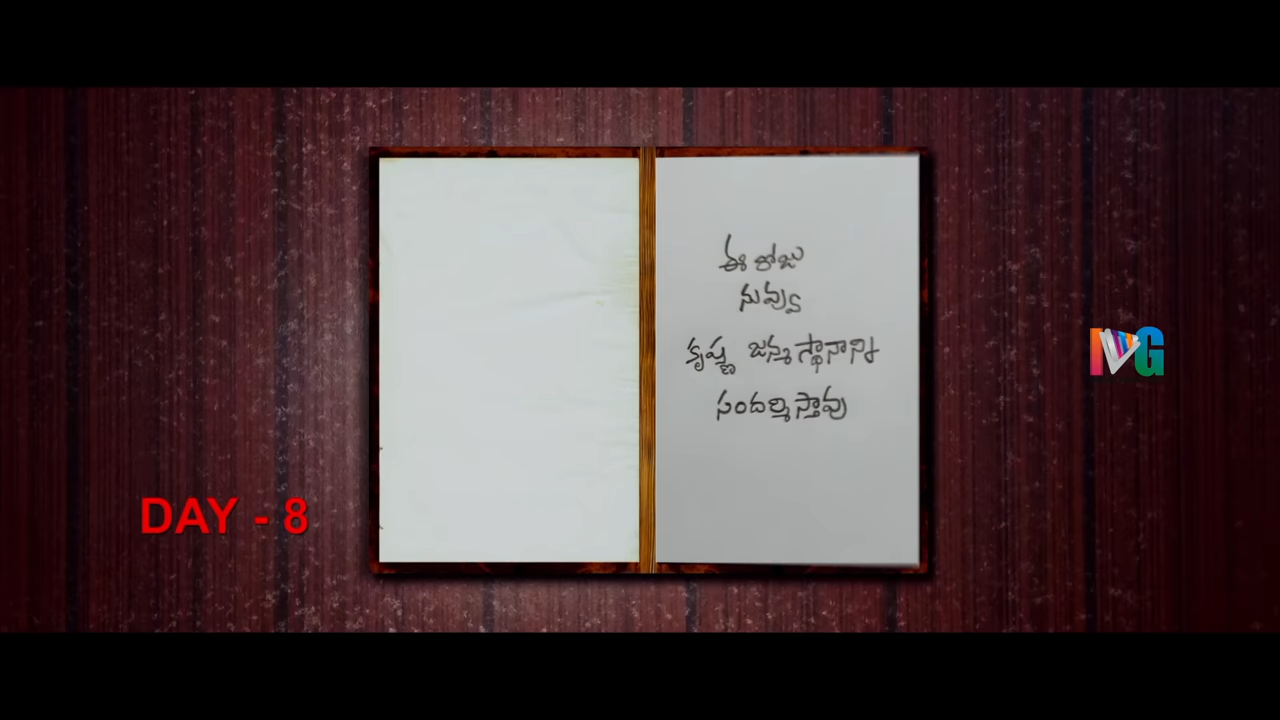 ఈ రోజు
నువ్వు
కృష్ణ జన్మ స్థానాన్ని
సందర్శిస్తావు
DAY - 8